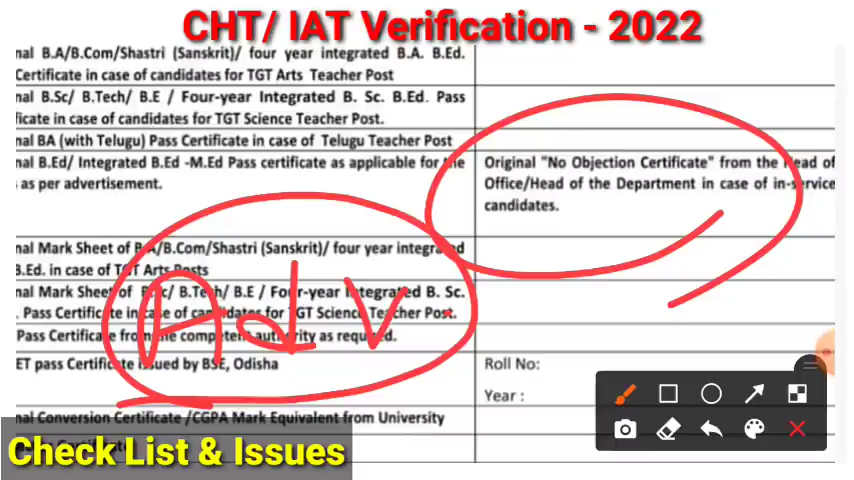 CHT/ IAT Verification - 2022
nal B.A/B.Com/Shastri (Sanskrit)/ four year integrated B.A. B.Ed.
Certificate in case of candidates for TGT Arts Teacher Post
nal B.Sc/ B.Tech/ B.E / Four-year Integrated B. Sc. B.Ed. Pass
ficate in case of candidates for TGT Science Teacher Post.
nal BA (with Telugu) Pass Certificate in case of Telugu Teacher Post
nal B.Ed/ Integrated B.Ed -M.Ed Pass certificate as applicable for the
as per advertisement.
Original "No Objection Certificate" from the Head of
Office/Head of the Department in case of in-service
candidates.
nal Mark Sheet of B.A/B.Com/Shastri (Sanskrit)/ four year integrated
B.Ed. in case of TGT Arts Posts
nal Mark Sheet of B.Sc/ B.Tech/ B.E / Four-year Integrated B. Sc.
. Pass Certificate in case of candidates for TGT Science Teacher Post.
Adv
Pass Certificate from the competent authority as required.
ET pass Certificate issued by BSE, Odisha
Roll No:
Year :
nal Conversion Certificate /CGPA Mark Equivalent from University
Check List & Issues